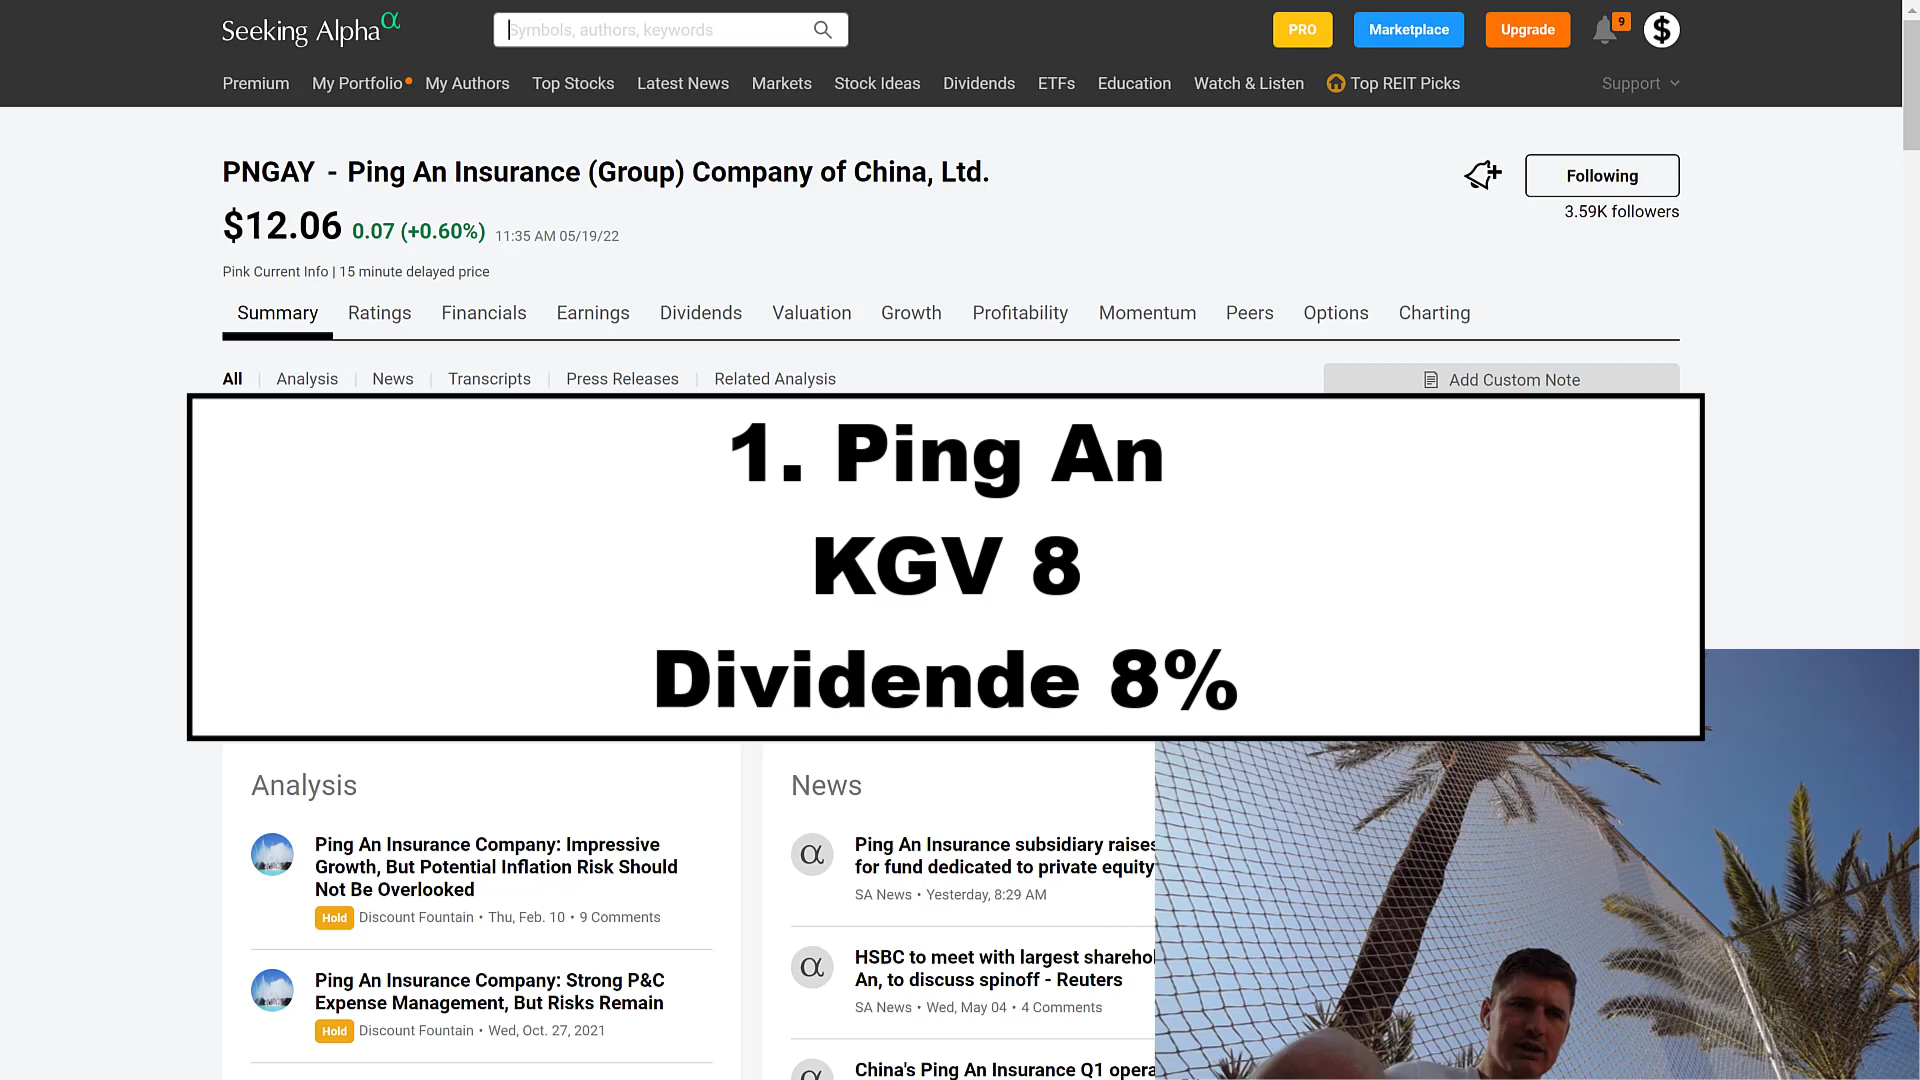 Seeking Alpha α
Symbols, authors, keywords
PRO
Marketplace
Upgrade
9
$
Premium My Portfolio My Authors Top Stocks Latest News Markets Stock Ideas Dividends ETFs Education Watch & Listen Top REIT Picks Support
PNGAY - Ping An Insurance (Group) Company of China, Ltd.
Following
3.59K followers
$12.06 0.07 (+0.60%) 11:35 AM 05/19/22
Pink Current Info | 15 minute delayed price
Summary Ratings Financials Earnings Dividends Valuation Growth Profitability Momentum Peers Options Charting
All | Analysis | News | Transcripts | Press Releases | Related Analysis
Add Custom Note
1. Ping An
KGV 8
Dividende 8%
Analysis
Ping An Insurance Company: Impressive
Growth, But Potential Inflation Risk Should
Not Be Overlooked
Hold Discount Fountain • Thu, Feb. 10 • 9 Comments
Ping An Insurance Company: Strong P&C
Expense Management, But Risks Remain
Hold Discount Fountain • Wed, Oct. 27, 2021
News
α
Ping An Insurance subsidiary raises
for fund dedicated to private equity
SA News • Yesterday, 8:29 AM
α
HSBC to meet with largest sharehol
An, to discuss spinoff - Reuters
SA News • Wed, May 04 • 4 Comments
α
China's Ping An Insurance Q1 opera